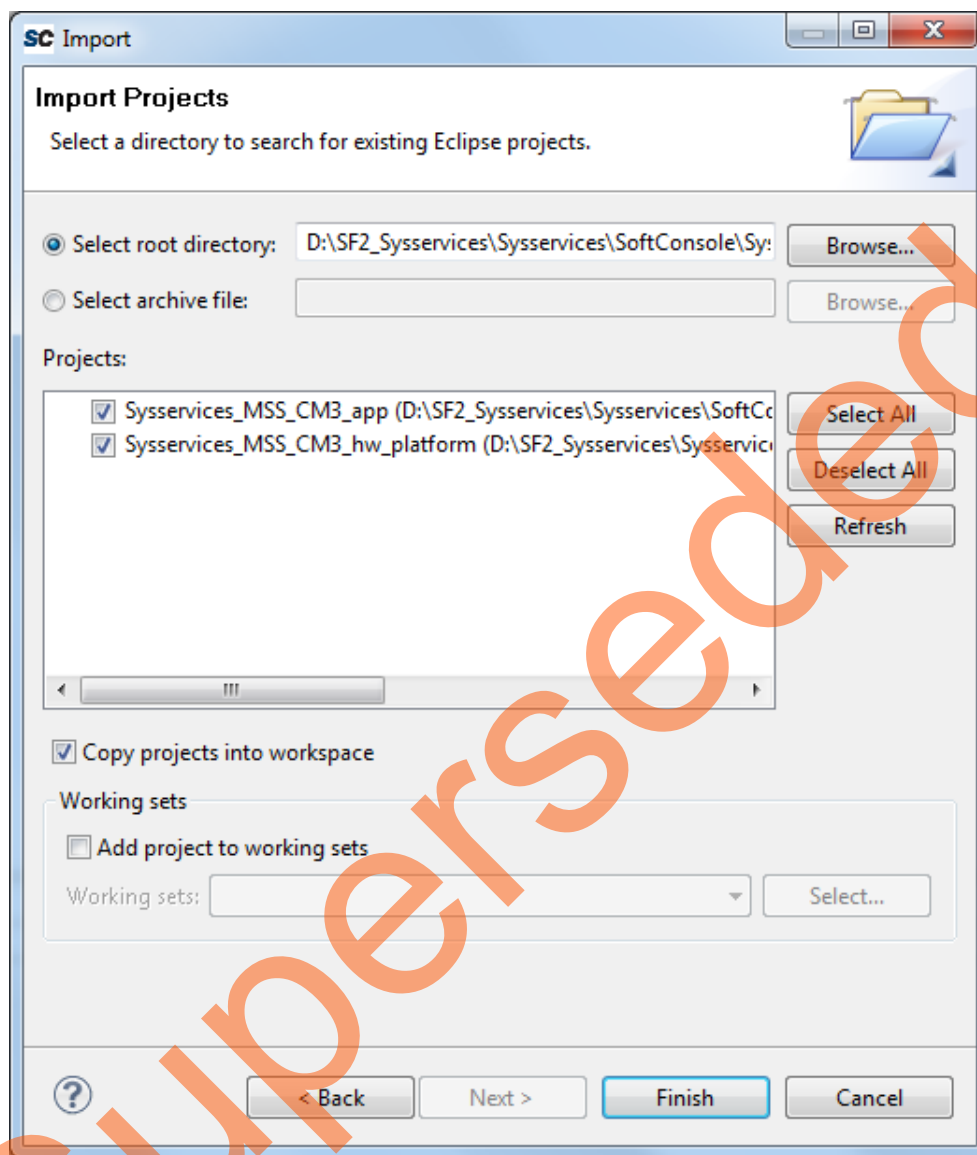 SC Import
Import Projects
Select a directory to search for existing Eclipse projects.
Select root directory: D:\SF2_Sysservices\Sysservices\SoftConsole\Sy Browse...
Select archive file: Browse...
Projects:
Sysservices_MSS_CM3_app (D:\SF2_Sysservices\Sysservices\SoftCo Select All
Sysservices_MSS_CM3_hw_platform (D:\SF2_Sysservices\Sysservice
Deselect All
Refresh
Copy projects into workspace
Working sets
Add project to working sets
Working sets: Select...
? < Back Next > Finish Cancel
Superseded